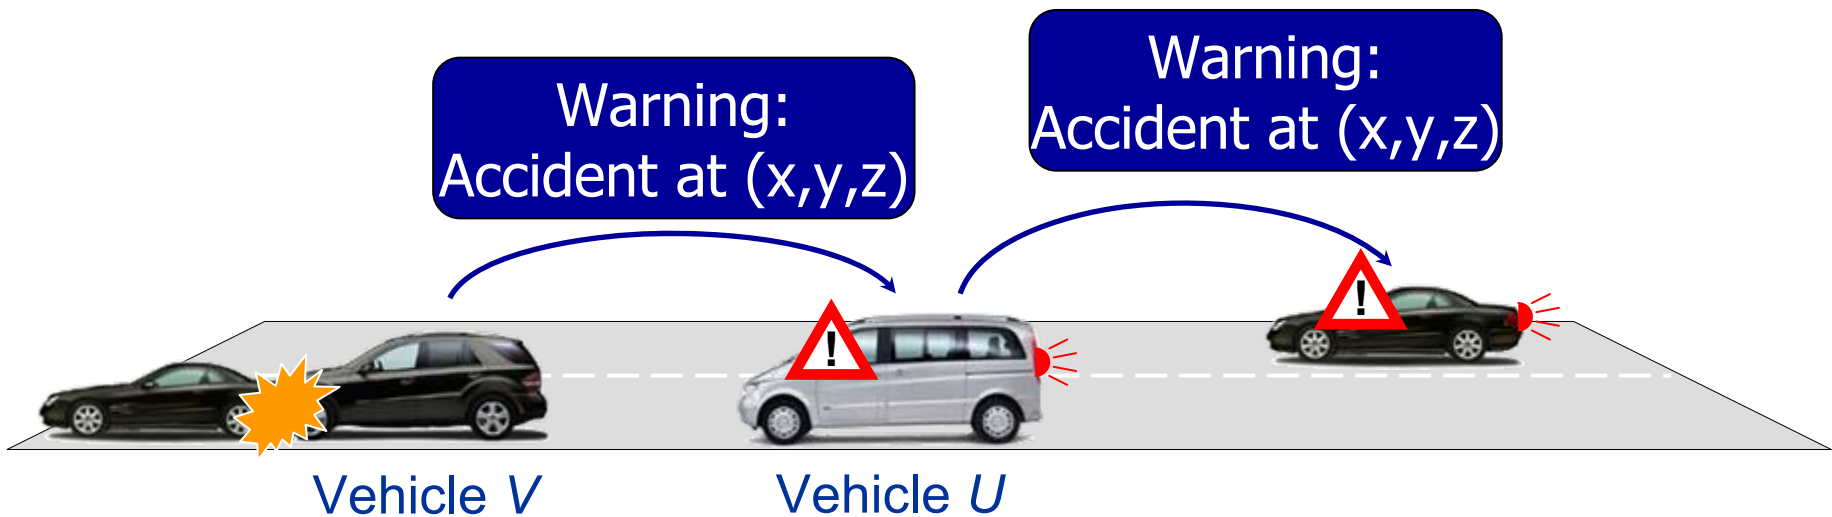 Warning:
Accident at (x,y,z)
Warning:
Accident at (x,y,z)
!
!
Vehicle V
Vehicle U